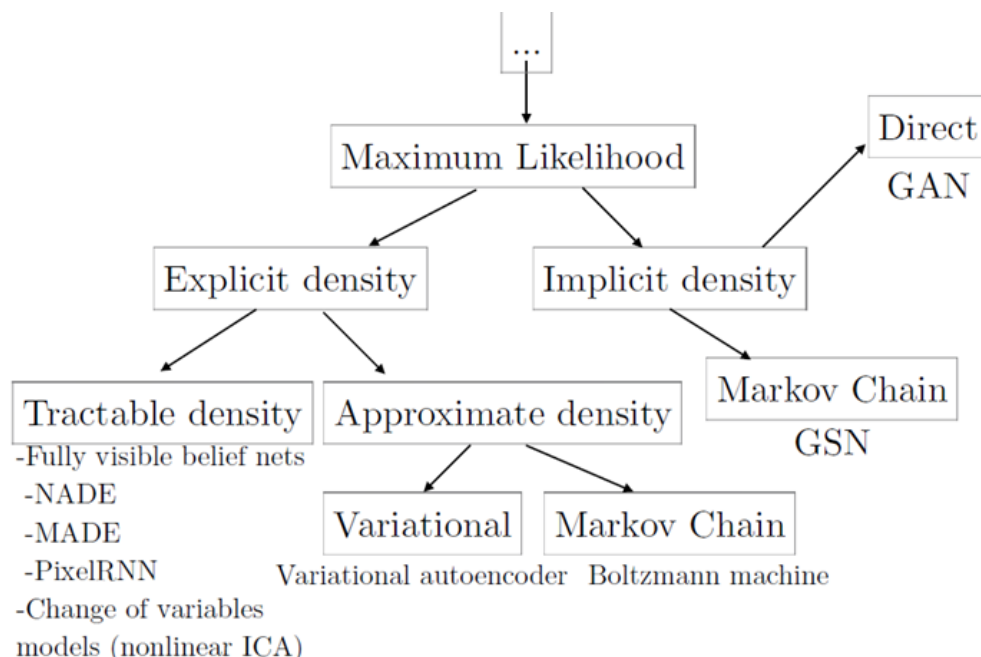 ...
Maximum Likelihood
Direct
GAN
Explicit density
Implicit density
Tractable density
-Fully visible belief nets
-NADE
-MADE
-PixelRNN
-Change of variables
models (nonlinear ICA)
Approximate density
Variational
Variational autoencoder
Markov Chain
Boltzmann machine
Markov Chain
GSN